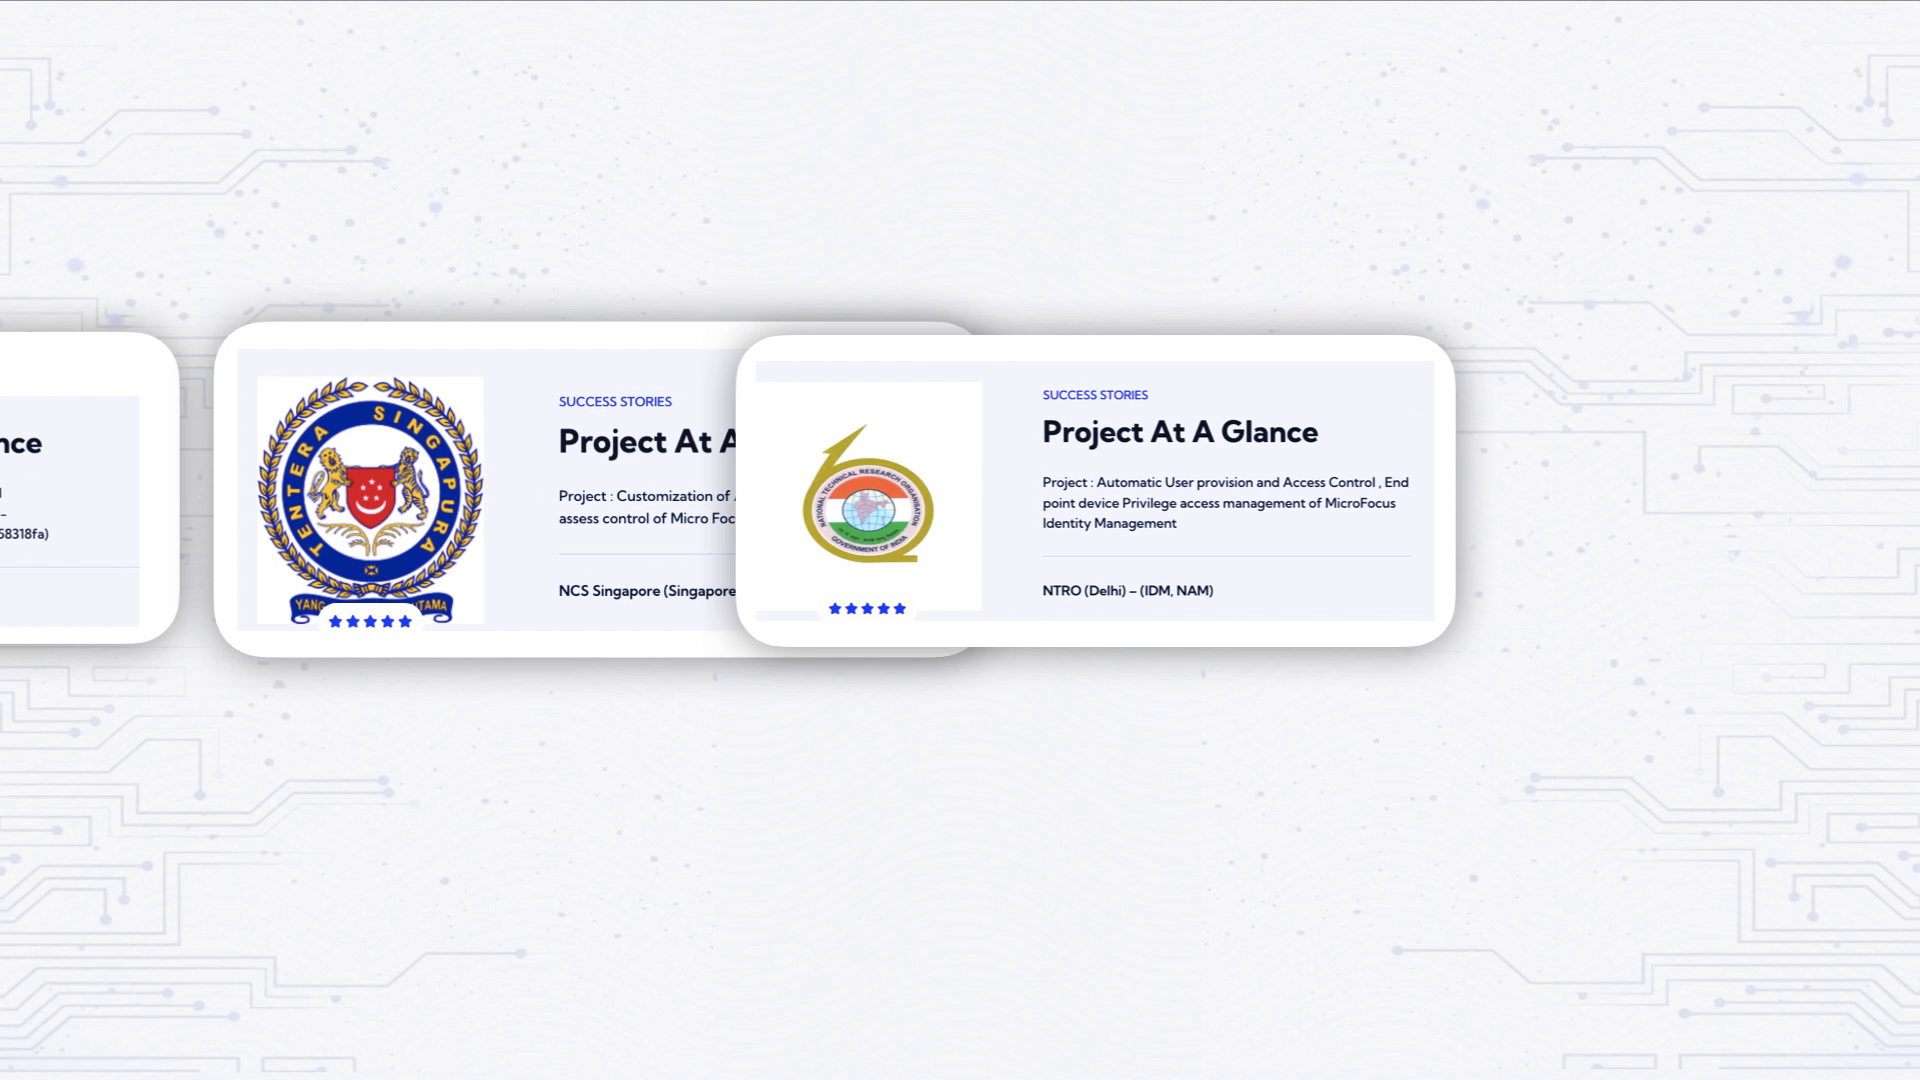 nce
58318fa)
TENTERA SINGAPURA
YANG
UTAMA
SUCCESS STORIES
Project At A
Project : Customization of
assess control of Micro Foc
NCS Singapore (Singapore
NATIONAL TECHNICAL RESEARCH ORGANISATION
GOVERNMENT OF INDIA
SUCCESS STORIES
Project At A Glance
Project : Automatic User provision and Access Control , End
point device Privilege access management of MicroFocus
Identity Management
NTRO (Delhi) – (IDM, NAM)